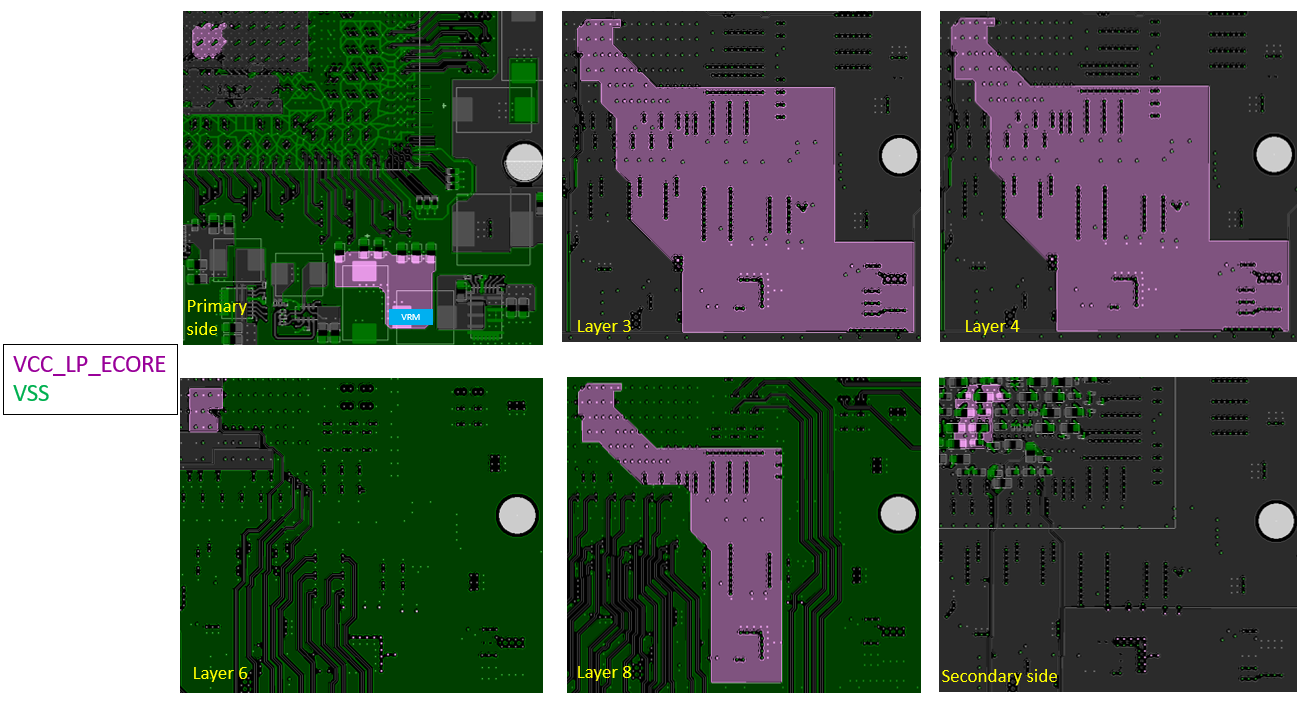 Primary
side
VRM
Layer 3
Layer 4
VCC_LP_ECORE
VSS
Layer 6
Layer 8
Secondary side